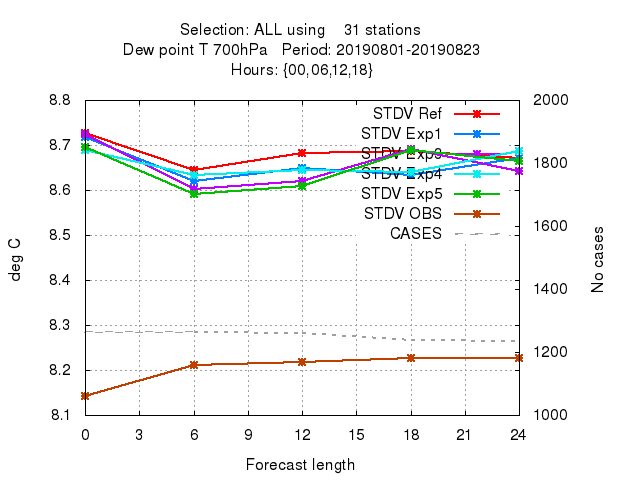 Selection: ALL using    31 stations
Dew point T 700hPa   Period: 20190801-20190823
Hours: {00,06,12,18}
8.8
8.7
8.6
8.5
8.4
8.3
8.2
8.1
deg C
2000
1800
1600
1400
1200
1000
No cases
STDV Ref
STDV Exp1
STDV Exp3
STDV Exp4
STDV Exp5
STDV OBS
CASES
0 3 6 9 12 15 18 21 24
Forecast length